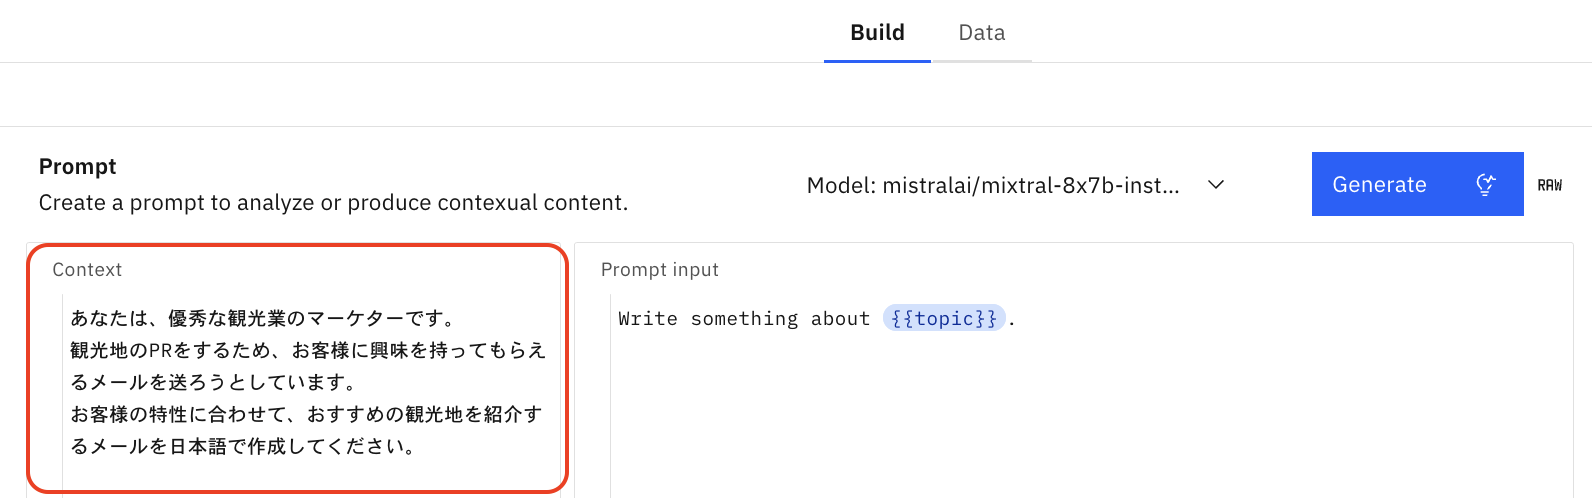 Build Data
Prompt
Create a prompt to analyze or produce contexual content.
Model: mistralai/mixtral-8x7b-inst...
Generate
RAW
Context
あなたは、優秀な観光業のマーケターです。
観光地のPRをするため、お客様に興味を持ってもらえ
るメールを送ろうとしています。
お客様の特性に合わせて、おすすめの観光地を紹介す
るメールを日本語で作成してください。
Prompt input
Write something about {{topic}}.